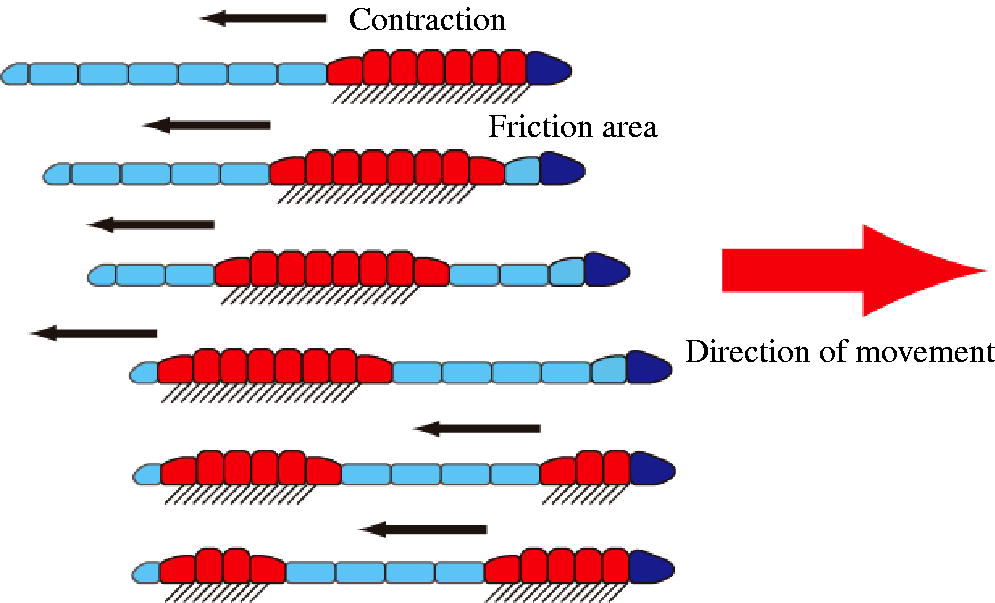 Contraction
Friction area
Direction of movement